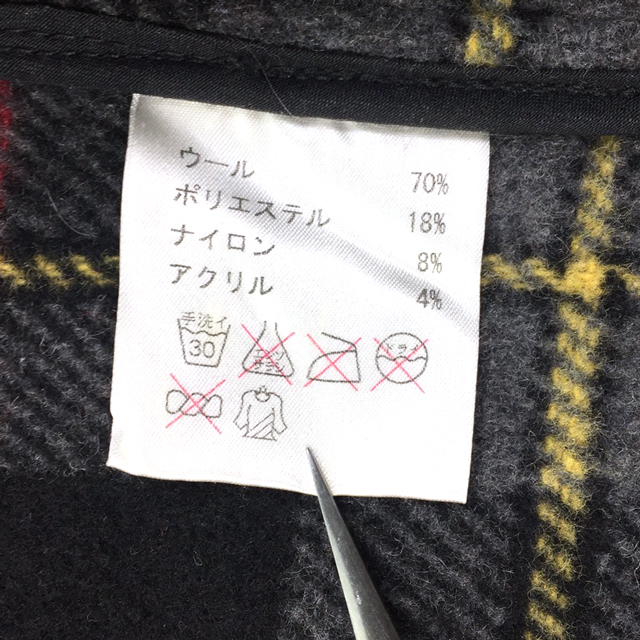 ウール 70%
ポリエステル 18%
ナイロン 8%
アクリル 4%
手洗イ
30